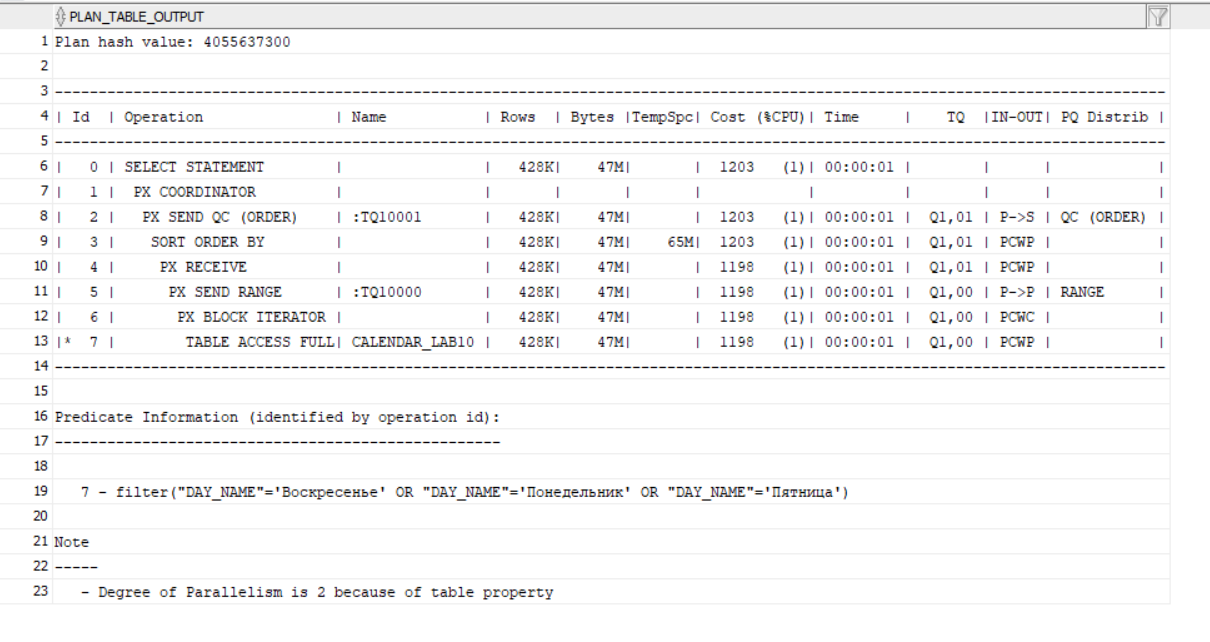 PLAN_TABLE_OUTPUT
1 Plan hash value: 4055637300
2
3 --------------------------------------------------------------------------------------------------------------------------------
4 | Id  | Operation               | Name           | Rows  | Bytes |TempSpc| Cost (%CPU)| Time     |    TQ  |IN-OUT| PQ Distrib |
5 --------------------------------------------------------------------------------------------------------------------------------
6 |   0 | SELECT STATEMENT        |                |   428K|    47M|       |  1203   (1)| 00:00:01 |        |      |            |
7 |   1 |  PX COORDINATOR         |                |       |       |       |            |          |        |      |            |
8 |   2 |   PX SEND QC (ORDER)    | :TQ10001       |   428K|    47M|       |  1203   (1)| 00:00:01 |  Q1,01 | P->S | QC (ORDER) |
9 |   3 |    SORT ORDER BY        |                |   428K|    47M|    65M|  1203   (1)| 00:00:01 |  Q1,01 | PCWP |            |
10 |   4 |     PX RECEIVE          |                |   428K|    47M|       |  1198   (1)| 00:00:01 |  Q1,01 | PCWP |            |
11 |   5 |      PX SEND RANGE      | :TQ10000       |   428K|    47M|       |  1198   (1)| 00:00:01 |  Q1,00 | P->P | RANGE      |
12 |   6 |       PX BLOCK ITERATOR |                |   428K|    47M|       |  1198   (1)| 00:00:01 |  Q1,00 | PCWC |            |
13 |*  7 |        TABLE ACCESS FULL| CALENDAR_LAB10 |   428K|    47M|       |  1198   (1)| 00:00:01 |  Q1,00 | PCWP |            |
14 --------------------------------------------------------------------------------------------------------------------------------
15
16 Predicate Information (identified by operation id):
17 ---------------------------------------------------
18
19    7 - filter("DAY_NAME"='Воскресенье' OR "DAY_NAME"='Понедельник' OR "DAY_NAME"='Пятница')
20
21 Note
22 -----
23    - Degree of Parallelism is 2 because of table property